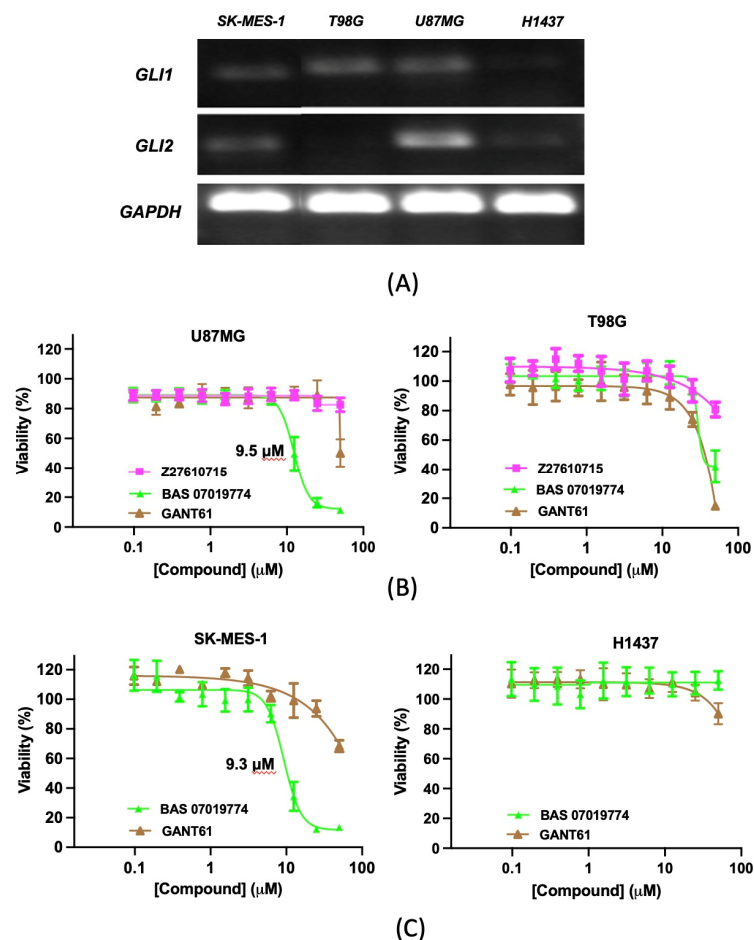 SK-MES-1 T98G U87MG H1437
GLI1
GLI2
GAPDH
(A)
U87MG
Viability (%)
120
100
80
60
40
20
0
9.5 µM
Z27610715
BAS 07019774
GANT61
0.1 1 10 100
[Compound] (µM)
T98G
Viability (%)
120
100
80
60
40
20
0
Z27610715
BAS 07019774
GANT61
0.1 1 10 100
[Compound] (µM)
(B)
SK-MES-1
Viability (%)
120
100
80
60
40
20
0
9.3 µM
BAS 07019774
GANT61
0.1 1 10 100
[Compound] (µM)
H1437
Viability (%)
120
100
80
60
40
20
0
BAS 07019774
GANT61
0.1 1 10 100
[Compound] (µM)
(C)